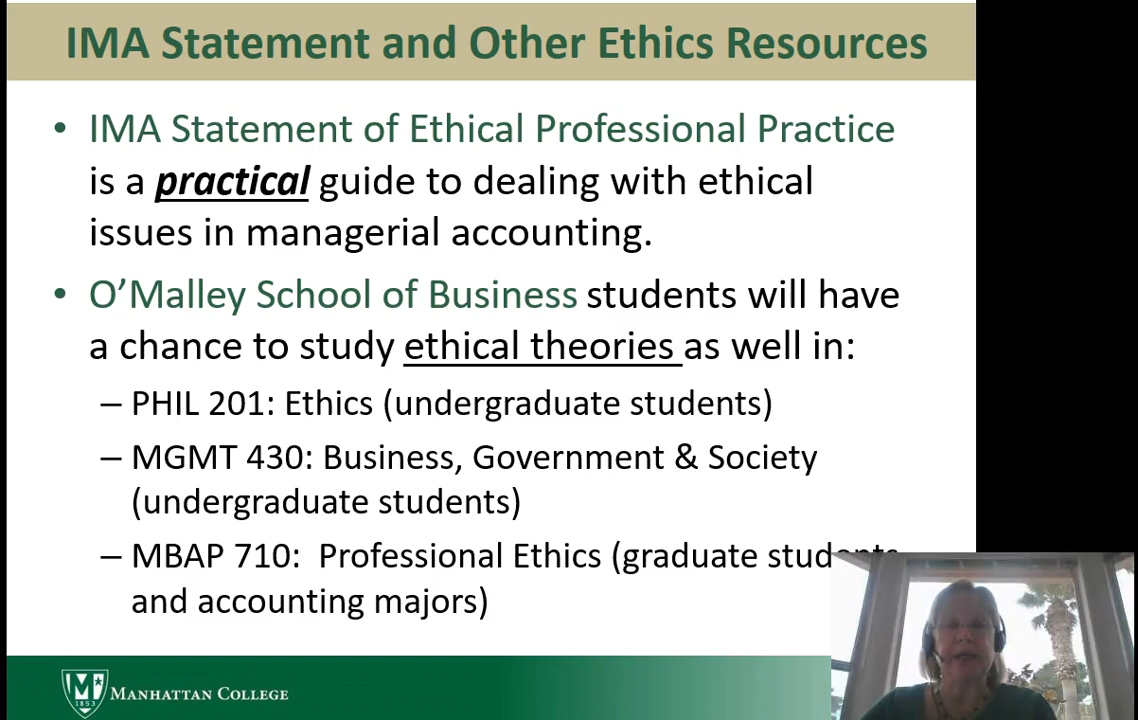 IMA Statement and Other Ethics Resources
• IMA Statement of Ethical Professional Practice
is a practical guide to dealing with ethical
issues in managerial accounting.
• O’Malley School of Business students will have
a chance to study ethical theories as well in:
– PHIL 201: Ethics (undergraduate students)
– MGMT 430: Business, Government & Society
(undergraduate students)
– MBAP 710:  Professional Ethics (graduate students
and accounting majors)
M
1853
MANHATTAN COLLEGE